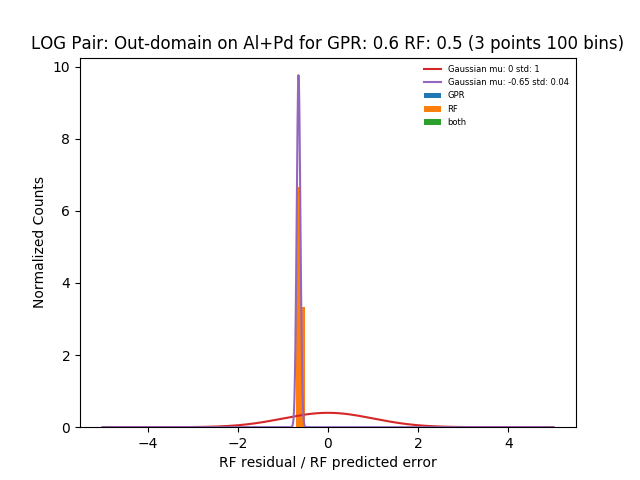 LOG Pair: Out-domain on Al+Pd for GPR: 0.6 RF: 0.5 (3 points 100 bins)
Gaussian mu: 0 std: 1
Gaussian mu: -0.65 std: 0.04
GPR
RF
both
Normalized Counts
10
8
6
4
2
0
−4 −2 0 2 4
RF residual / RF predicted error